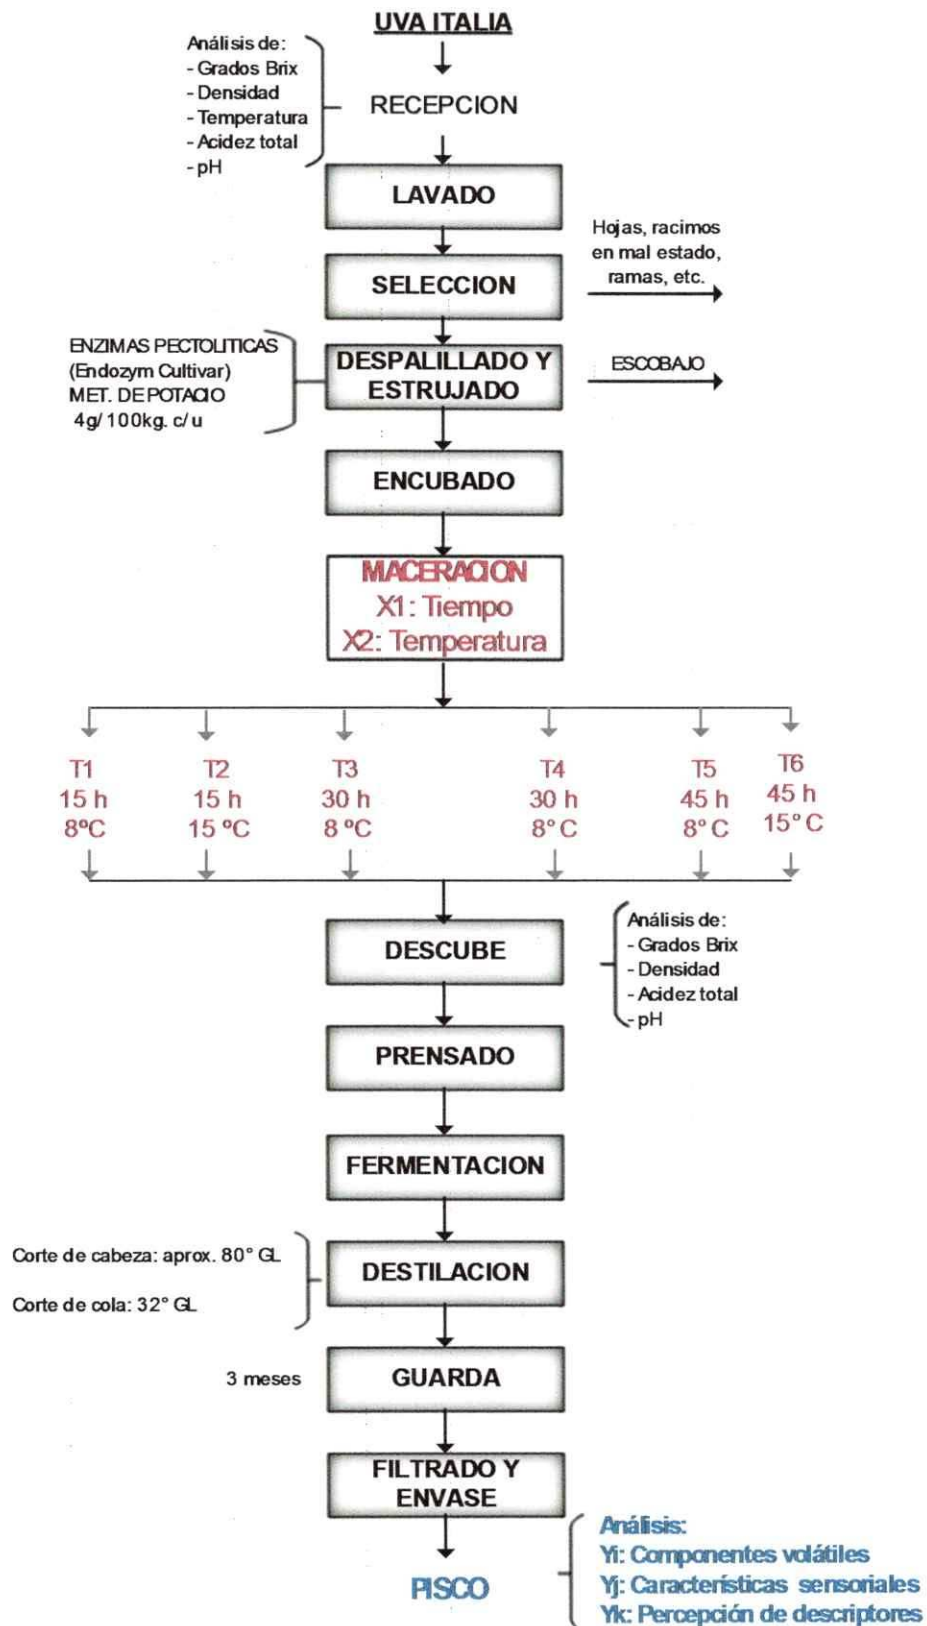 UVA ITALIA
Análisis de:
- Grados Brix
- Densidad
- Temperatura
- Acidez total
- pH
RECEPCION
LAVADO
SELECCION
Hojas, racimos
en mal estado,
ramas, etc.
ENZIMAS PECTOLITICAS
(Endozym Cultivar)
MET. DE POTACIO
4g/100kg. c/u
DESPALILLADO Y
ESTRUJADO
ESCOBAJO
ENCUBADO
MACERACION
X1: Tiempo
X2: Temperatura
T1
15 h
8ºC
T2
15 h
15 ºC
T3
30 h
8 ºC
T4
30 h
8° C
T5
45 h
8° C
T6
45 h
15° C
DESCUBE
Análisis de:
- Grados Brix
- Densidad
- Acidez total
- pH
PRENSADO
FERMENTACION
Corte de cabeza: aprox. 80° GL
Corte de cola: 32° GL
DESTILACION
3 meses
GUARDA
FILTRADO Y
ENVASE
PISCO
Análisis:
Yi: Componentes volátiles
Yj: Características sensoriales
Yk: Percepción de descriptores